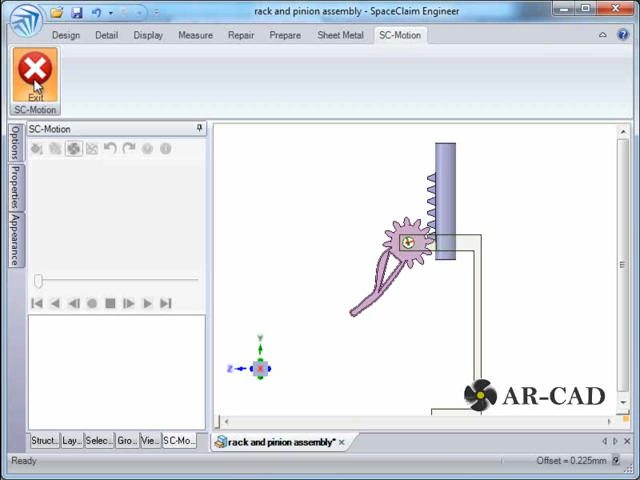 rack and pinion assembly - SpaceClaim Engineer
Design Detail Display Measure Repair Prepare Sheet Metal SC-Motion
Exit
SC-Motion
SC-Motion
Options
Properties
Appearance
Y
Z
X
AR-CAD
Struct... Lay... Selec... Gro... Vie... SC-Mo...
rack and pinion assembly*
Ready
Offset = 0.225mm